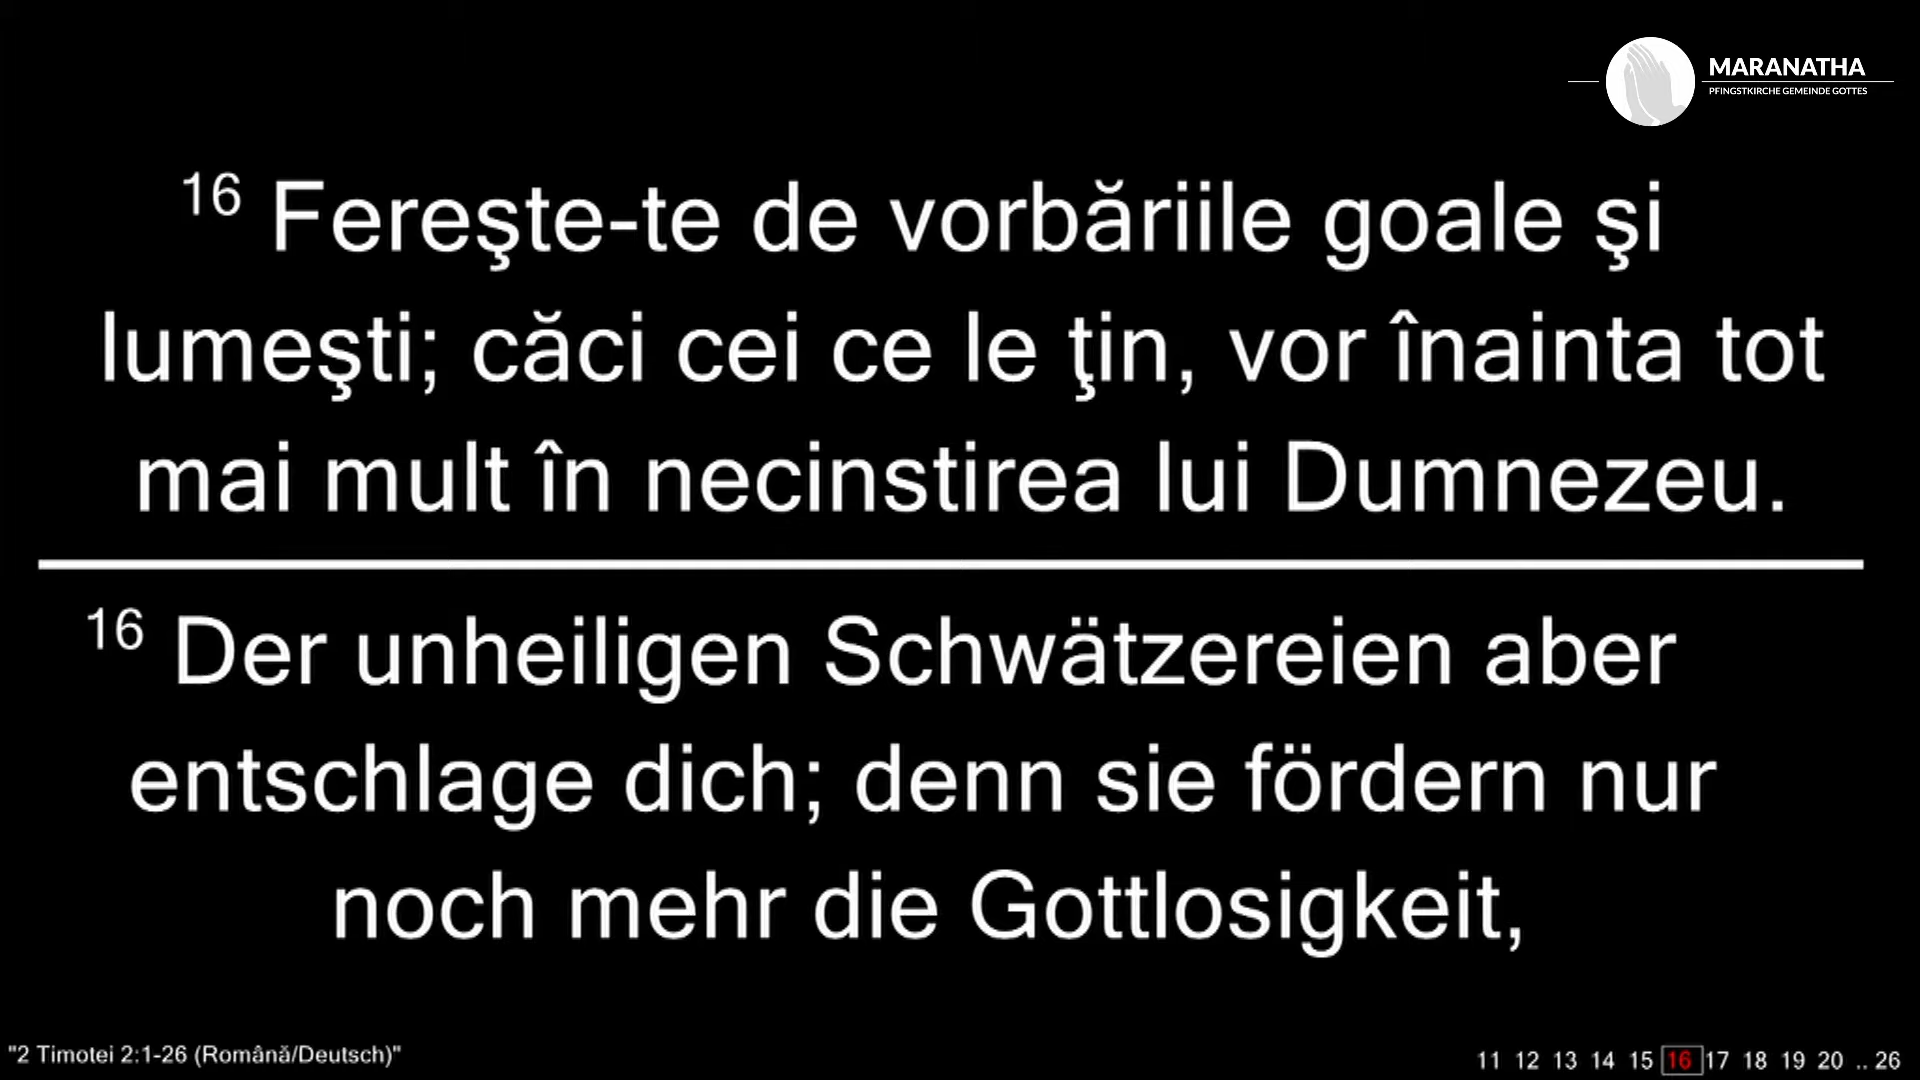 MARANATHA
PFINGSTKIRCHE GEMEINDE GOTTES
16 Fereşte-te de vorbăriile goale şi
lumeşti; căci cei ce le ţin, vor înainta tot
mai mult în necinstirea lui Dumnezeu.
16 Der unheiligen Schwätzereien aber
entschlage dich; denn sie fördern nur
noch mehr die Gottlosigkeit,
"2 Timotei 2:1-26 (Română/Deutsch)"
11 12 13 14 15 16 17 18 19 20 .. 26